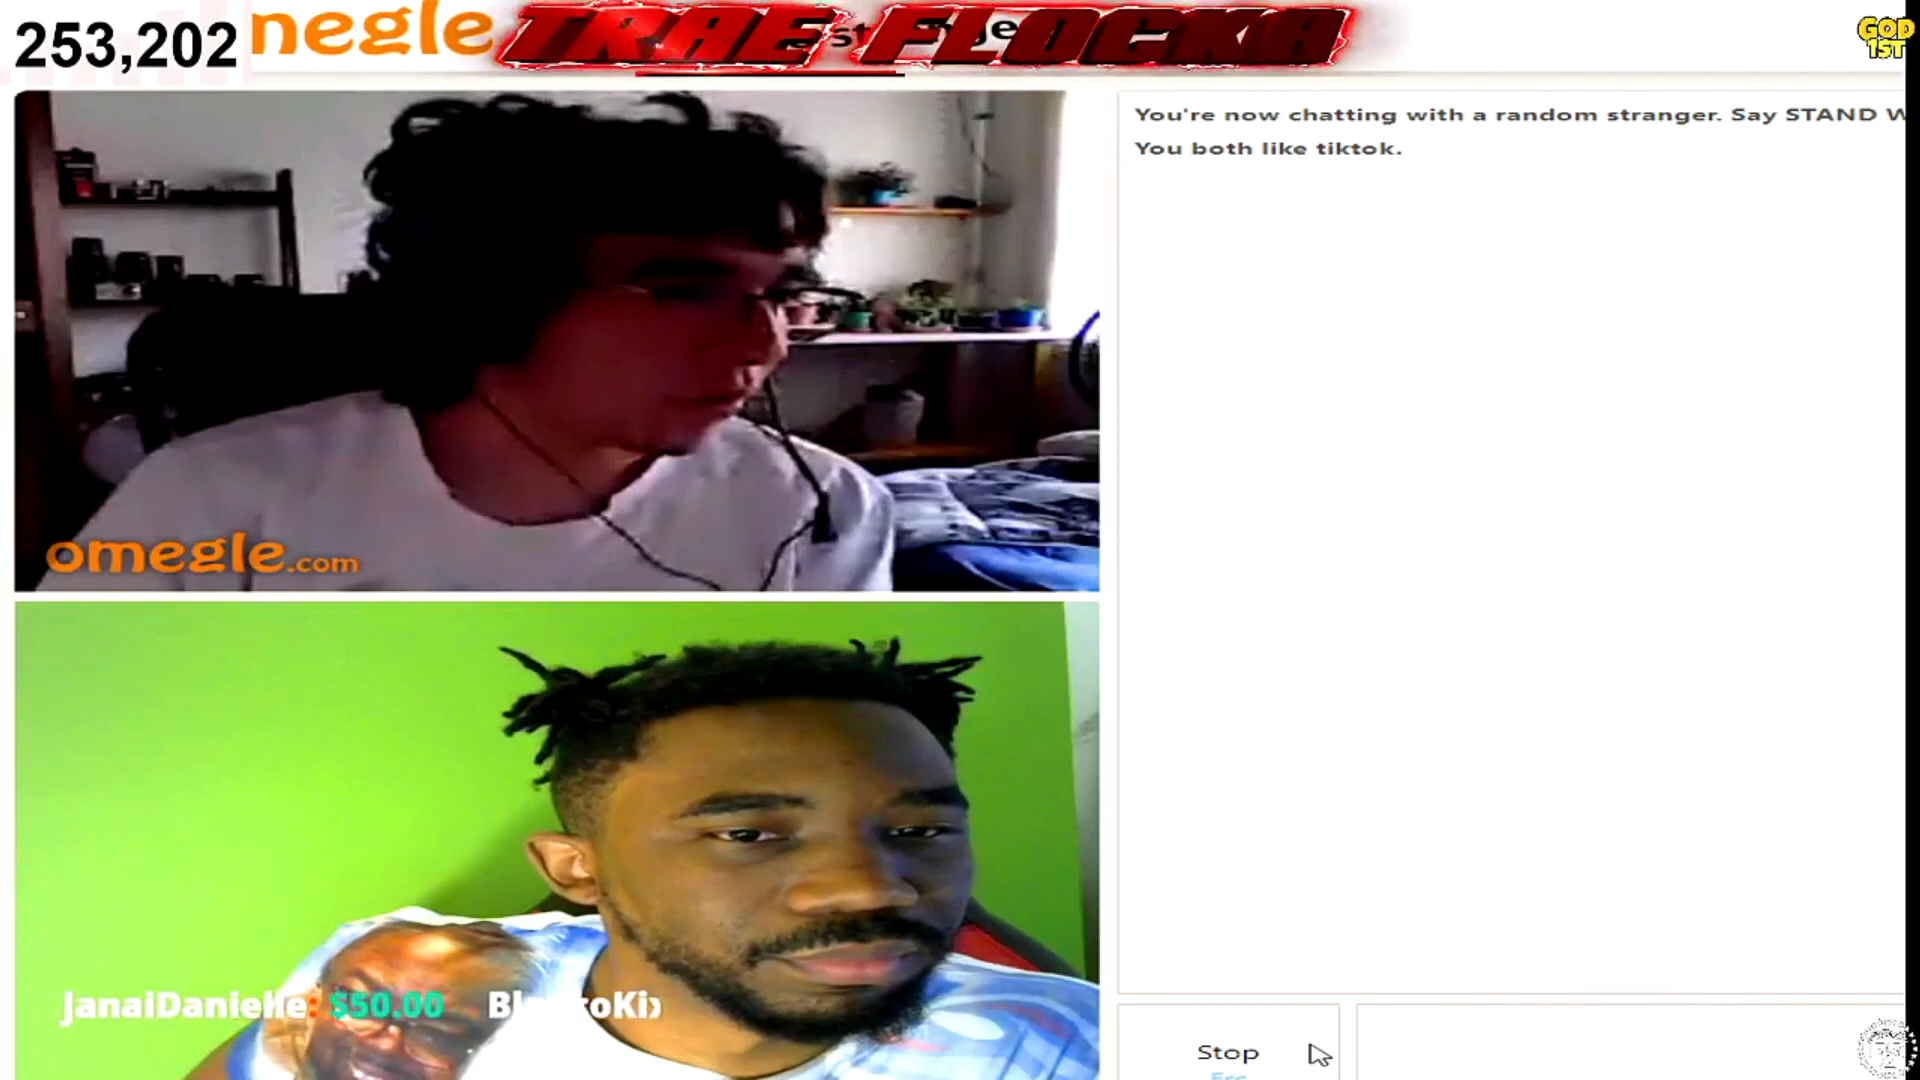 253,202
negle
TRAE FLOCKA
GOD
1ST
You're now chatting with a random stranger. Say STAND W
You both like tiktok.
omegle.com
JanaiDanielle: $50.00
Stop
Esc